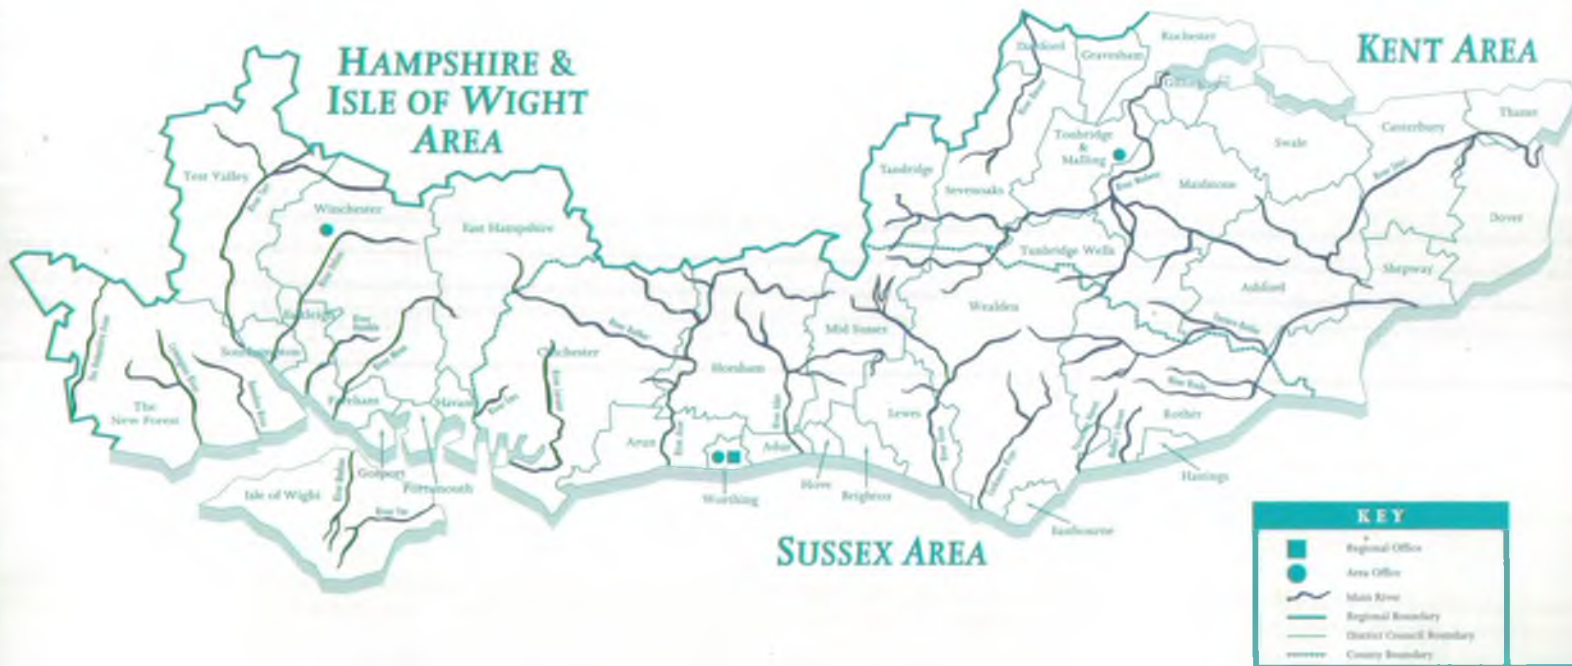 HAMPSHIRE &
ISLE OF WIGHT
AREA
KENT AREA
SUSSEX AREA
Dartford
Gravesham
Rochester
Tonbridge
&
Malling
Swale
Canterbury
Thanet
Tandridge
Sevenoaks
Maidstone
Dover
Tunbridge Wells
Shepway
Ashford
Test Valley
Winchester
East Hampshire
Eastleigh
Southampton
The
New Forest
Fareham
Havant
Gosport
Portsmouth
Isle of Wight
Chichester
Arun
Horsham
Mid Sussex
Wealden
Adur
Worthing
Hove
Brighton
Lewes
Rother
Hastings
Eastbourne
River Test
River Medway
River Stour
River Rother
River Arun
River Adur
River Meon
KEY
Regional Office
Area Office
Main River
Regional Boundary
District Council Boundary
County Boundary